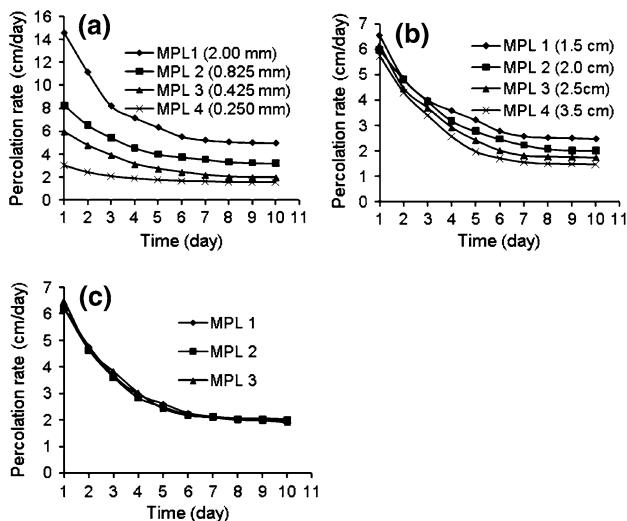 (a)
Percolation rate (cm/day)
16
14
12
10
8
6
4
2
0
MPL1 (2.00 mm)
MPL 2 (0.825 mm)
MPL 3 (0.425 mm)
MPL 4 (0.250 mm)
1 2 3 4 5 6 7 8 9 10 11
Time (day)
(b)
Percolation rate (cm/day)
7
6
5
4
3
2
1
0
MPL 1 (1.5 cm)
MPL 2 (2.0 cm)
MPL 3 (2.5cm)
MPL 4 (3.5 cm)
1 2 3 4 5 6 7 8 9 10 11
Time (day)
(c)
Percolation rate (cm/day)
7
6
5
4
3
2
1
0
MPL 1
MPL 2
MPL 3
1 2 3 4 5 6 7 8 9 10 11
Time (day)